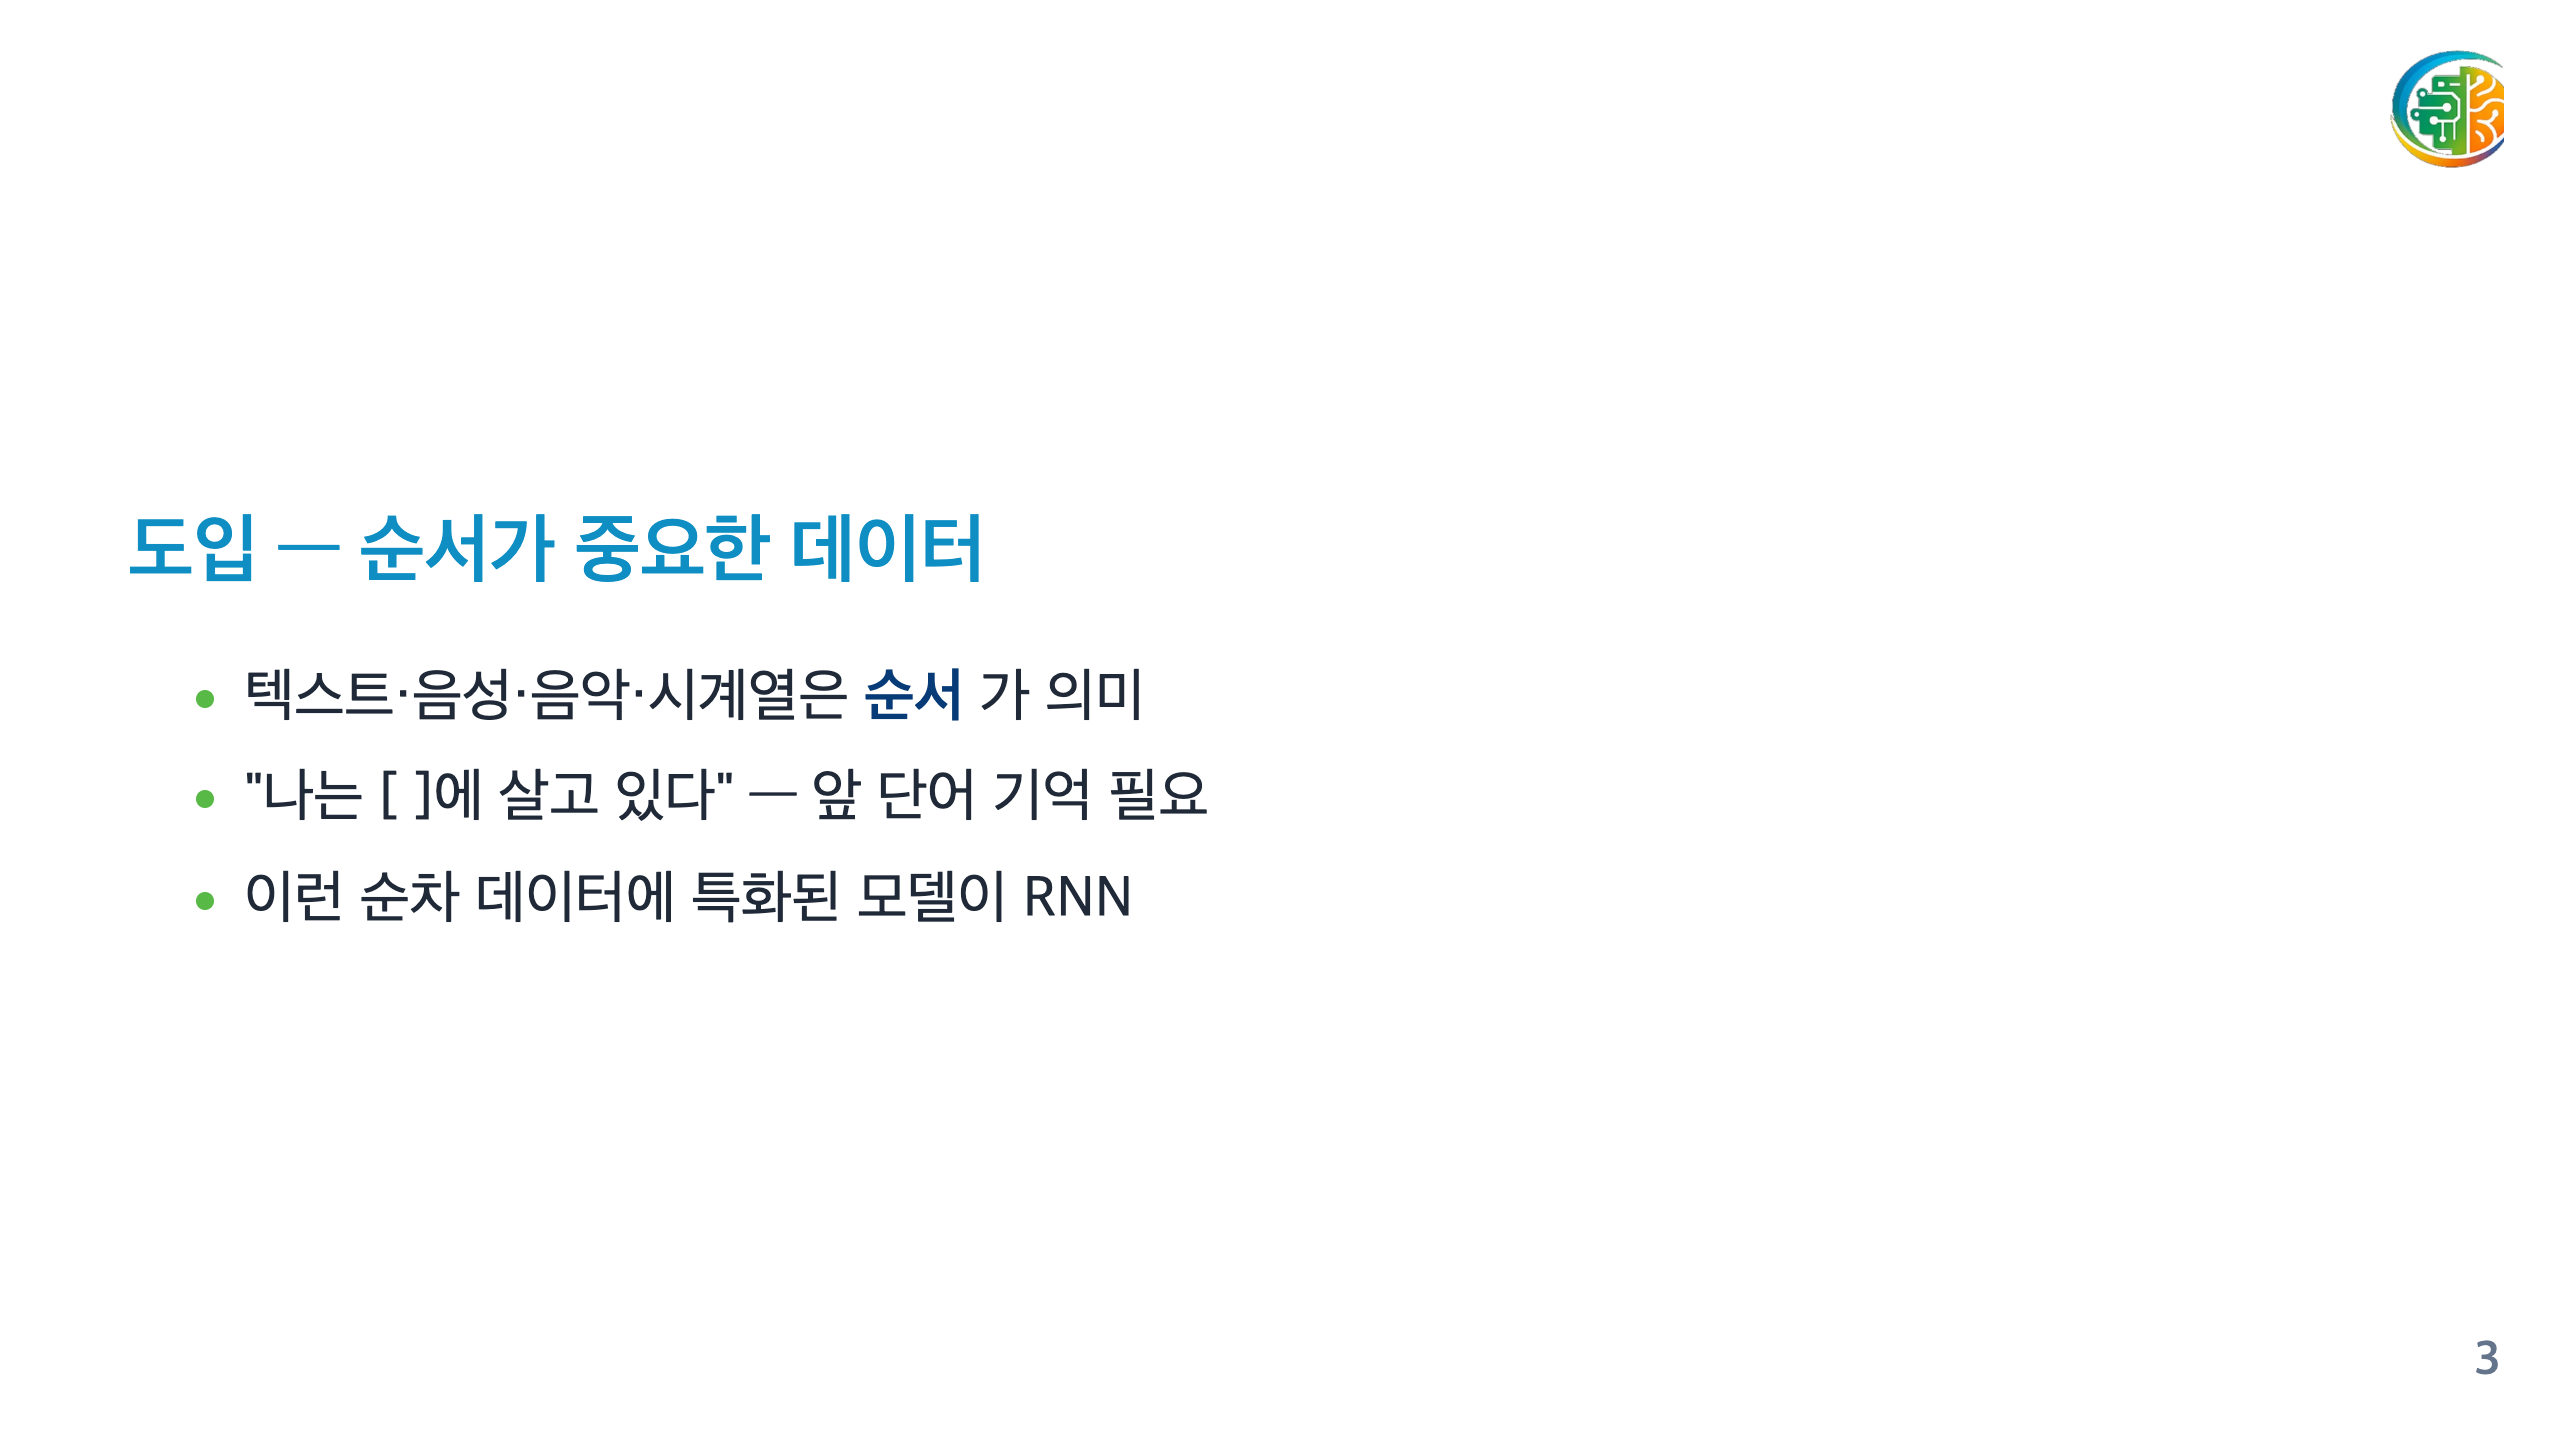 도입 — 순서가 중요한 데이터
• 텍스트·음성·음악·시계열은 순서 가 의미
• "나는 [ ]에 살고 있다" — 앞 단어 기억 필요
• 이런 순차 데이터에 특화된 모델이 RNN
3